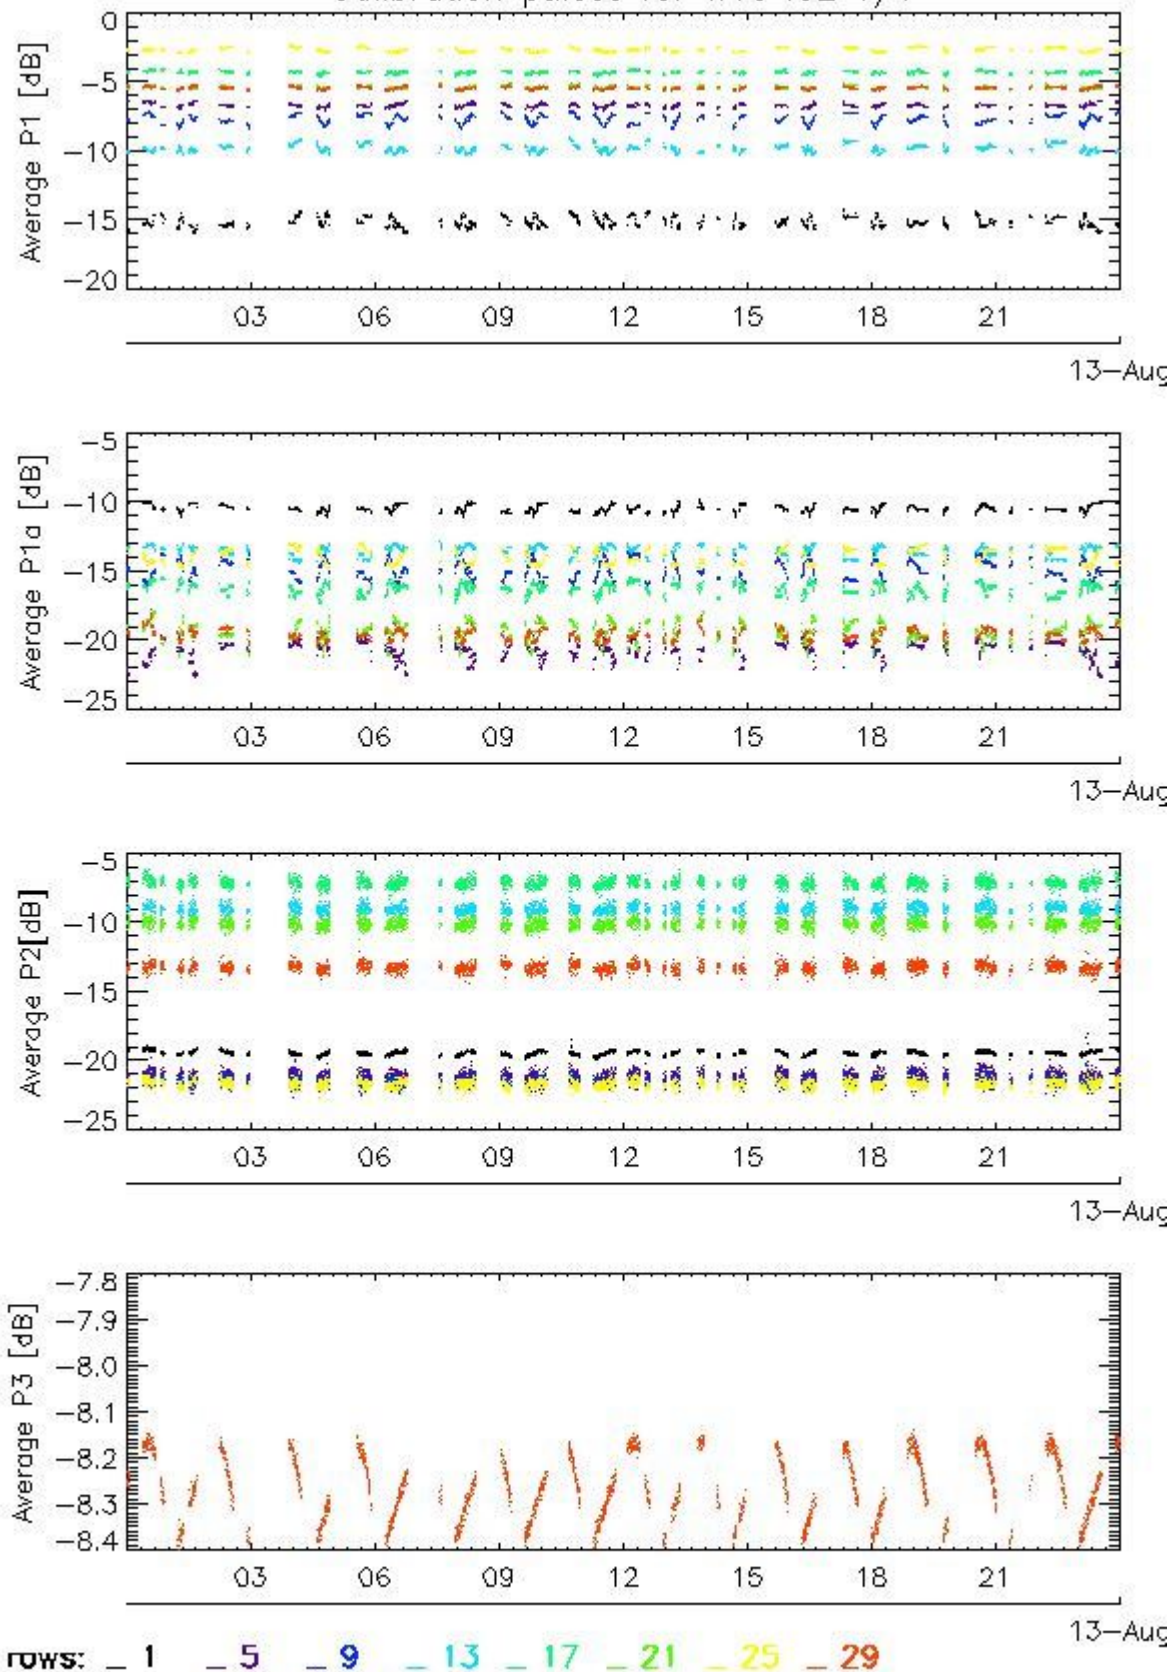 Calibration pulses for
0
−5
−10
−15
−20
Average P1 [dB]
03 06 09 12 15 18 21
13−Aug
−5
−10
−15
−20
−25
Average P1a [dB]
03 06 09 12 15 18 21
13−Aug
−5
−10
−15
−20
−25
Average P2[dB]
03 06 09 12 15 18 21
13−Aug
−7.8
−7.9
−8.0
−8.1
−8.2
−8.3
−8.4
Average P3 [dB]
03 06 09 12 15 18 21
13−Aug
rows: _ 1 _ 5 _ 9 _ 13 _ 17 _ 21 _ 25 _ 29